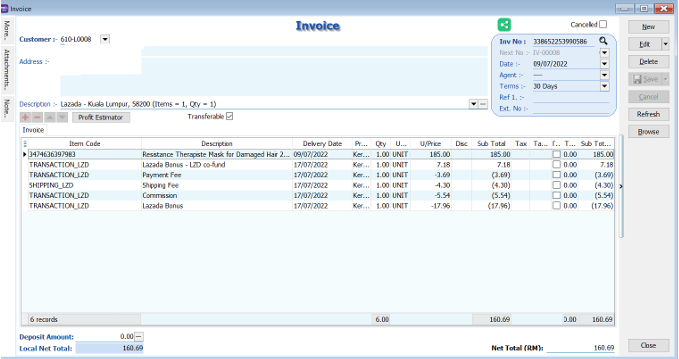 Invoice
More...
Attachments...
Note...
Invoice
Cancelled
Customer :- 610-L0008
Address :-
Inv No : 338652253990586
Next No :- IV-00008
Date :- 09/07/2022
Agent :- ----
Terms :- 30 Days
Ref 1. :-
Ext. No :-
Description :- Lazada - Kuala Lumpur, 58200 (Items = 1, Qty = 1)
Profit Estimator
Transferable
Invoice
Item Code Description Delivery Date Pr... Qty U... U/Price Disc Sub Total Tax Ta... T... Sub Tot...
3474636397983 Resistance Therapiste Mask for Damaged Hair 2... 09/07/2022 Ker... 1.00 UNIT 185.00 185.00 0.00 185.00
TRANSACTION_LZD Lazada Bonus - LZD co-fund 17/07/2022 Ker... 1.00 UNIT 7.18 7.18 0.00 7.18
TRANSACTION_LZD Payment Fee 17/07/2022 Ker... 1.00 UNIT -3.69 (3.69) 0.00 (3.69)
SHIPPING_LZD Shipping Fee 17/07/2022 Ker... 1.00 UNIT -4.30 (4.30) 0.00 (4.30)
TRANSACTION_LZD Commission 17/07/2022 Ker... 1.00 UNIT -5.54 (5.54) 0.00 (5.54)
TRANSACTION_LZD Lazada Bonus 17/07/2022 Ker... 1.00 UNIT -17.96 (17.96) 0.00 (17.96)
6 records 6.00 160.69 0.00 160.69
Deposit Amount: 0.00
Local Net Total: 160.69
Net Total (RM): 160.69
New
Edit
Delete
Save
Cancel
Refresh
Browse
Close